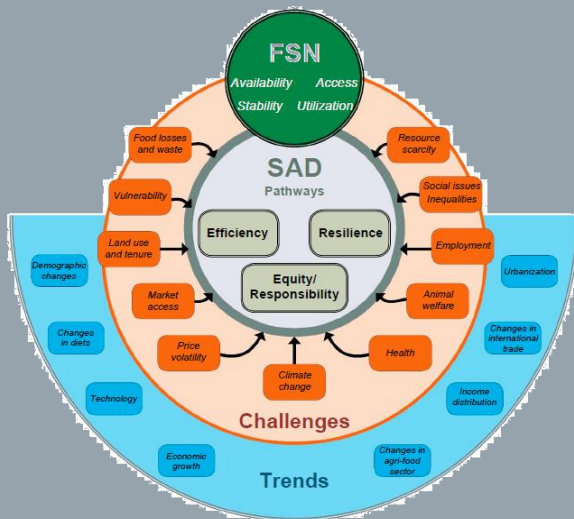 FSN
Availability Access
Stability Utilization
SAD
Pathways
Efficiency
Resilience
Equity/
Responsibility
Food losses
and waste
Vulnerability
Land use
and tenure
Market
access
Price
volatility
Climate
change
Health
Animal
welfare
Employment
Social issues
Inequalities
Resource
scarcity
Challenges
Demographic
changes
Changes
in diets
Technology
Economic
growth
Changes in
agri-food
sector
Income
distribution
Changes in
international
trade
Urbanization
Trends